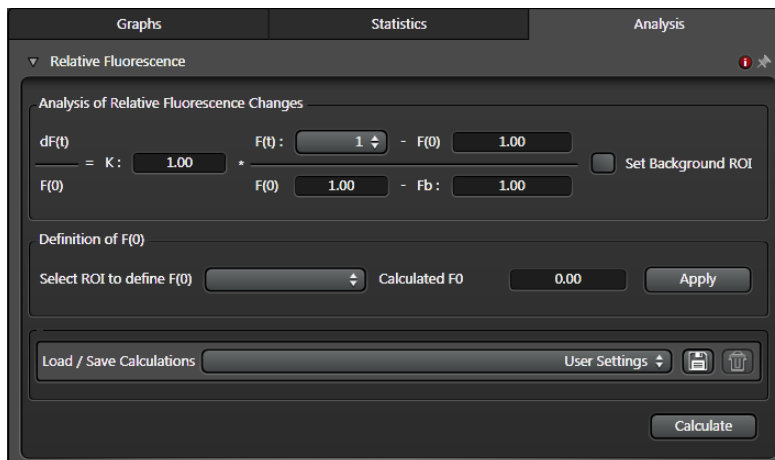 Graphs Statistics Analysis
Relative Fluorescence
Analysis of Relative Fluorescence Changes
dF(t) F(t) : 1 - F(0) 1.00
= K : 1.00 * Set Background ROI
F(0) F(0) 1.00 - Fb : 1.00
Definition of F(0)
Select ROI to define F(0) Calculated F0 0.00 Apply
Load / Save Calculations User Settings
Calculate